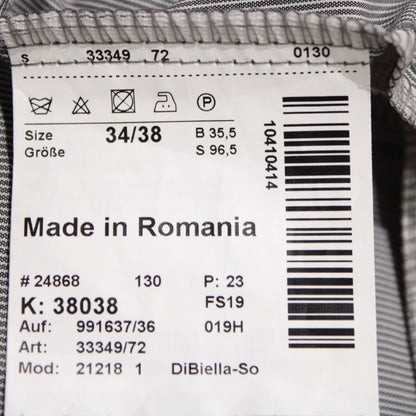 s 33349 72 0130
P
Size 34/38 B 35,5
Größe S 96,5
10410414
Made in Romania
# 24868 130 P: 23
K: 38038 FS19
Auf: 991637/36 019H
Art: 33349/72
Mod: 21218 1 DiBiella-So